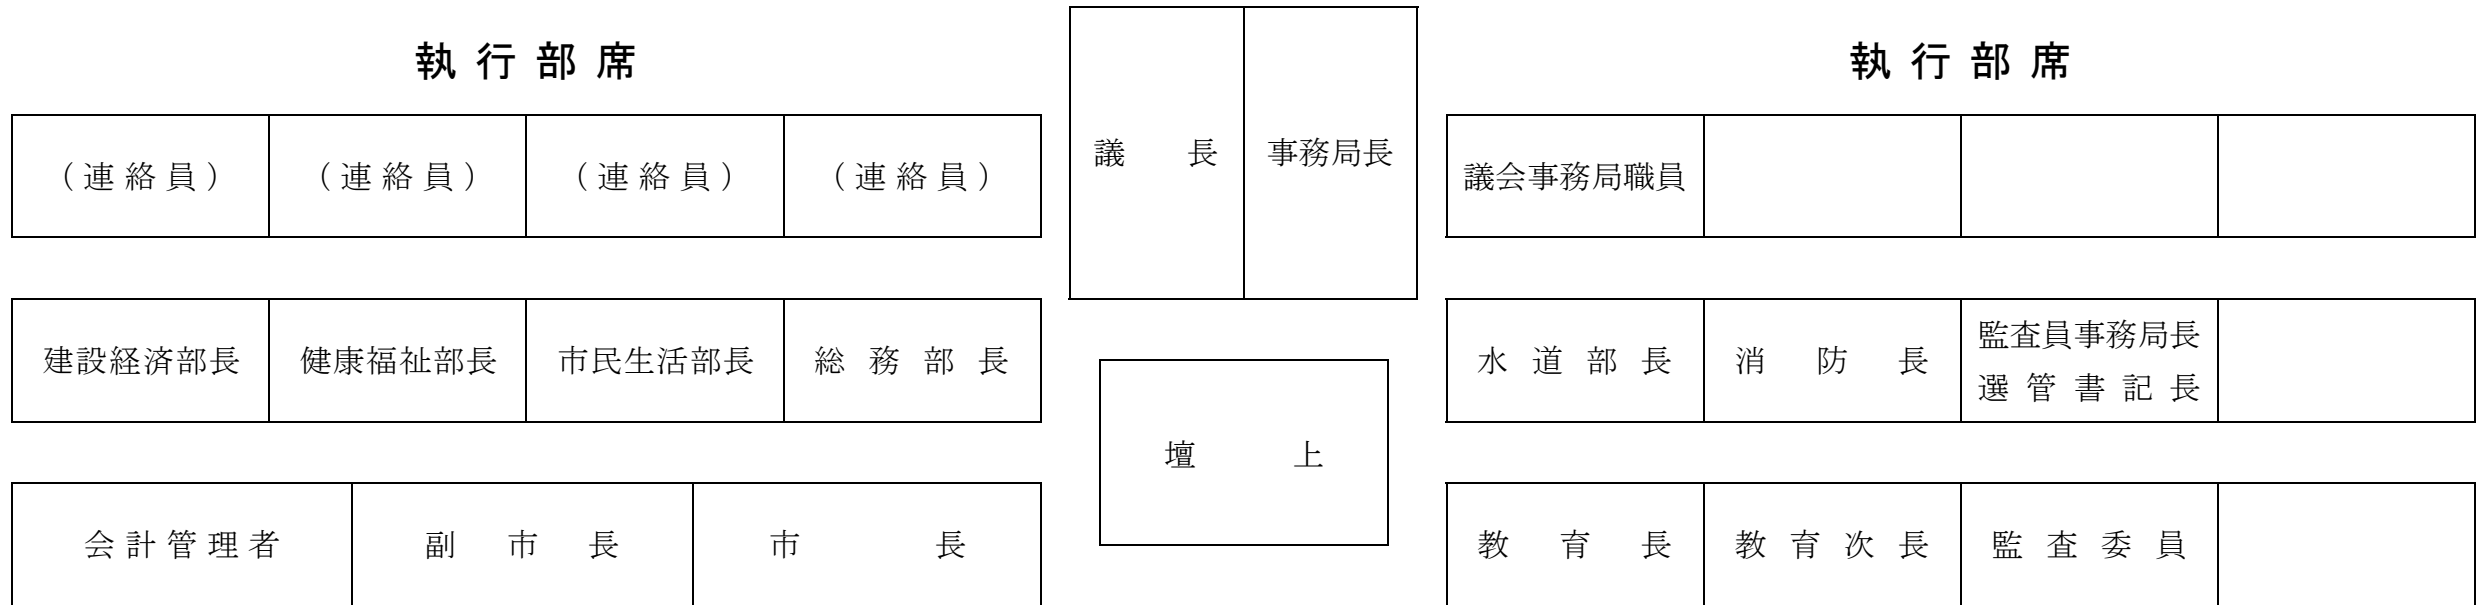 執行部席
議長 事務局長
執行部席
(連絡員) (連絡員) (連絡員) (連絡員)
議会事務局職員
建設経済部長 健康福祉部長 市民生活部長 総務部長
水道部長 消防長 監査員事務局長
選管書記長
壇上
会計管理者 副市長 市長
教育長 教育次長 監査委員